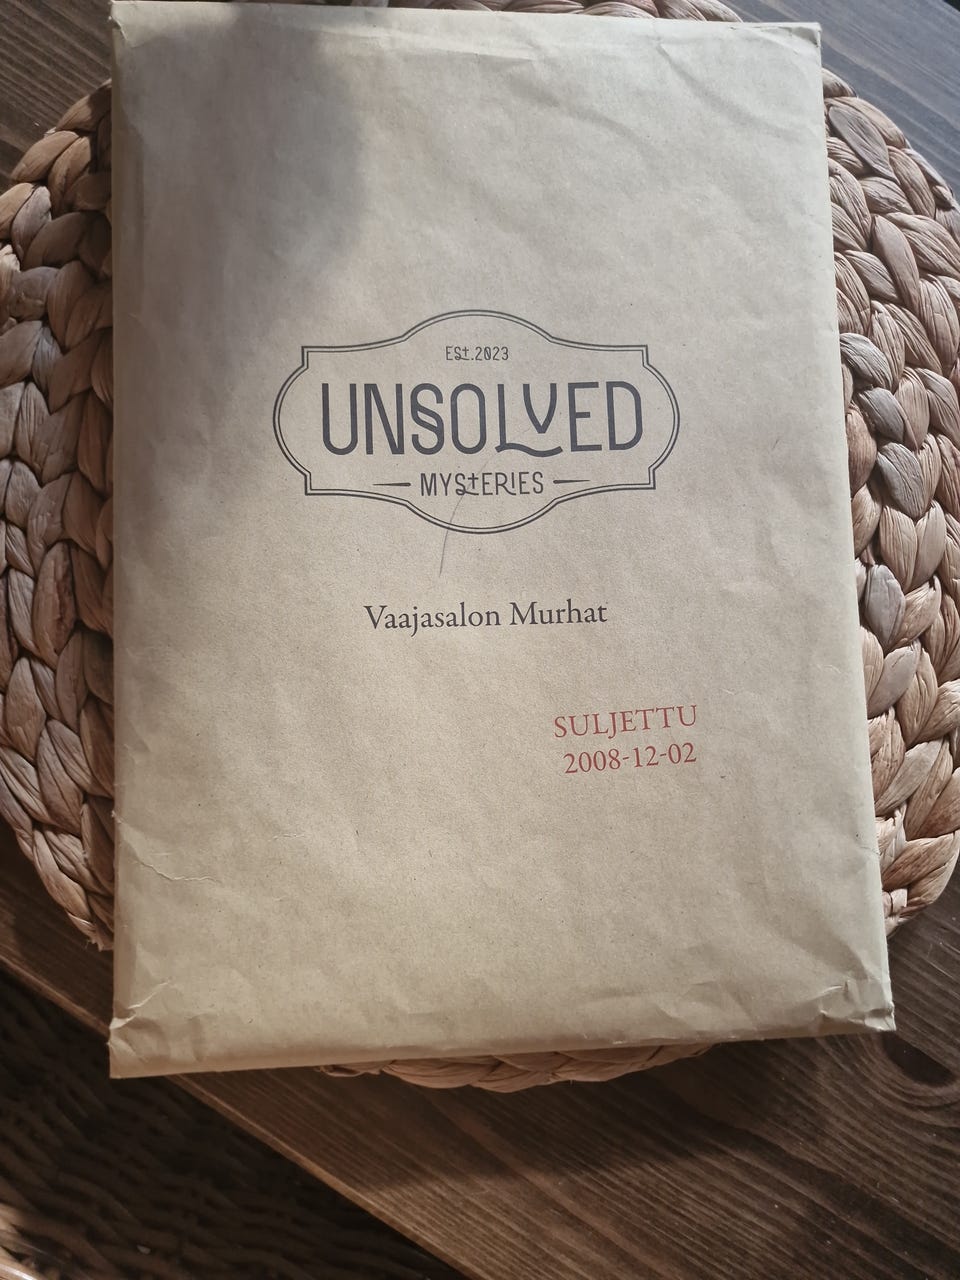 Est.2023
UNSOLVED
MYStERIES
Vaajasalon Murhat
SULJETTU
2008-12-02